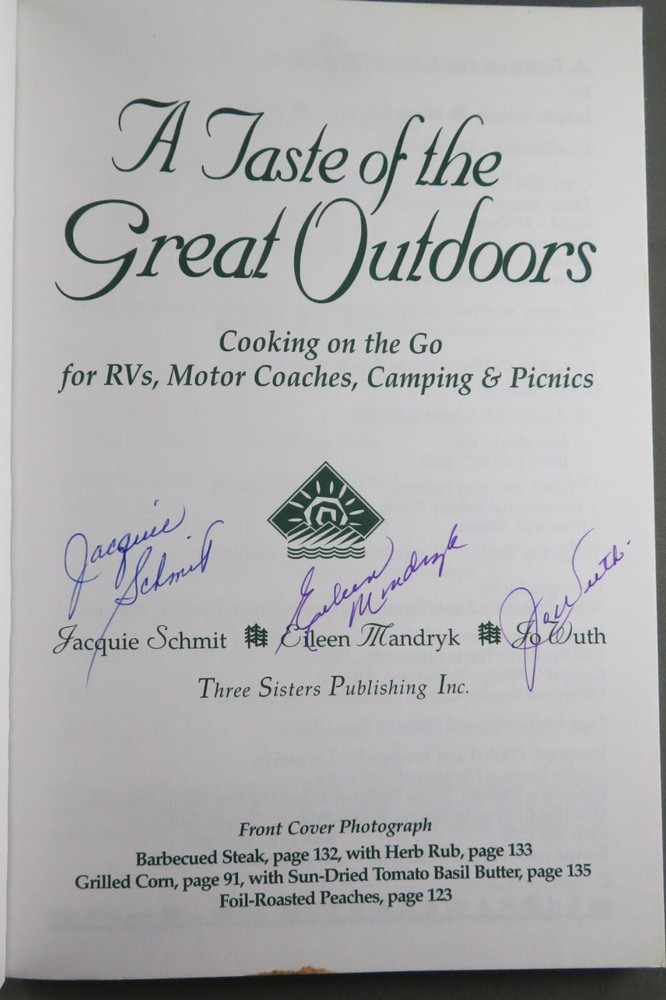 A Taste of the
Great Outdoors
Cooking on the Go
for RVs, Motor Coaches, Camping & Picnics
Jacquie
Schmit
Eileen
Mandryk
Jo Wuth
Jacquie Schmit Eileen Mandryk Jo Wuth
Three Sisters Publishing Inc.
Front Cover Photograph
Barbecued Steak, page 132, with Herb Rub, page 133
Grilled Corn, page 91, with Sun-Dried Tomato Basil Butter, page 135
Foil-Roasted Peaches, page 123